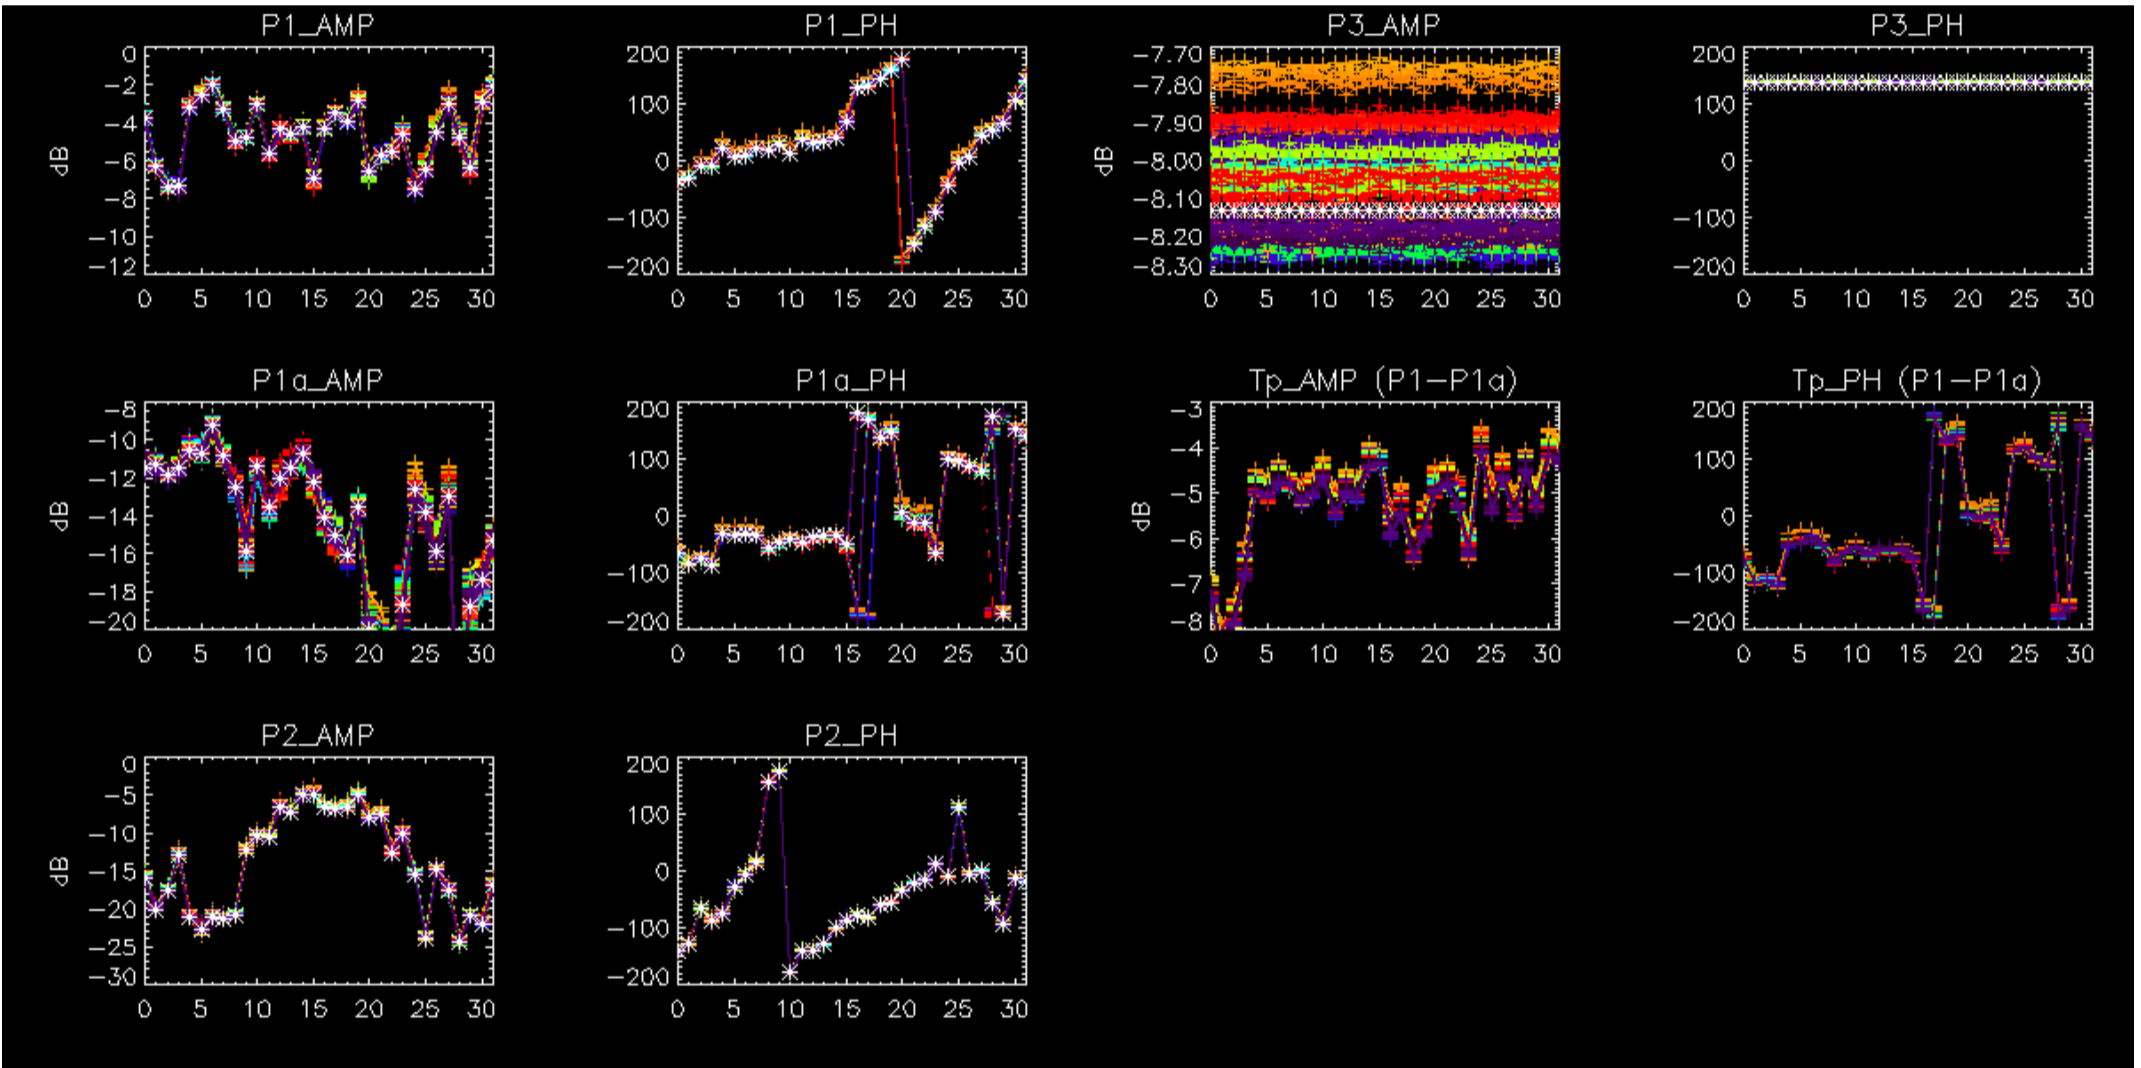 P1_AMP
0
−2
−4
−6
−8
−10
−12
dB
0 5 10 15 20 25 30
P1_PH
200
100
0
−100
−200
0 5 10 15 20 25 30
P3_AMP
−7.70
−7.80
−7.90
−8.00
−8.10
−8.20
−8.30
dB
0 5 10 15 20 25 30
P3_PH
200
100
0
−100
−200
0 5 10 15 20 25 30
P1a_AMP
−8
−10
−12
−14
−16
−18
−20
dB
0 5 10 15 20 25 30
P1a_PH
200
100
0
−100
−200
0 5 10 15 20 25 30
Tp_AMP (P1−P1a)
−3
−4
−5
−6
−7
−8
dB
0 5 10 15 20 25 30
Tp_PH (P1−P1a)
200
100
0
−100
−200
0 5 10 15 20 25 30
P2_AMP
0
−5
−10
−15
−20
−25
−30
dB
0 5 10 15 20 25 30
P2_PH
200
100
0
−100
−200
0 5 10 15 20 25 30